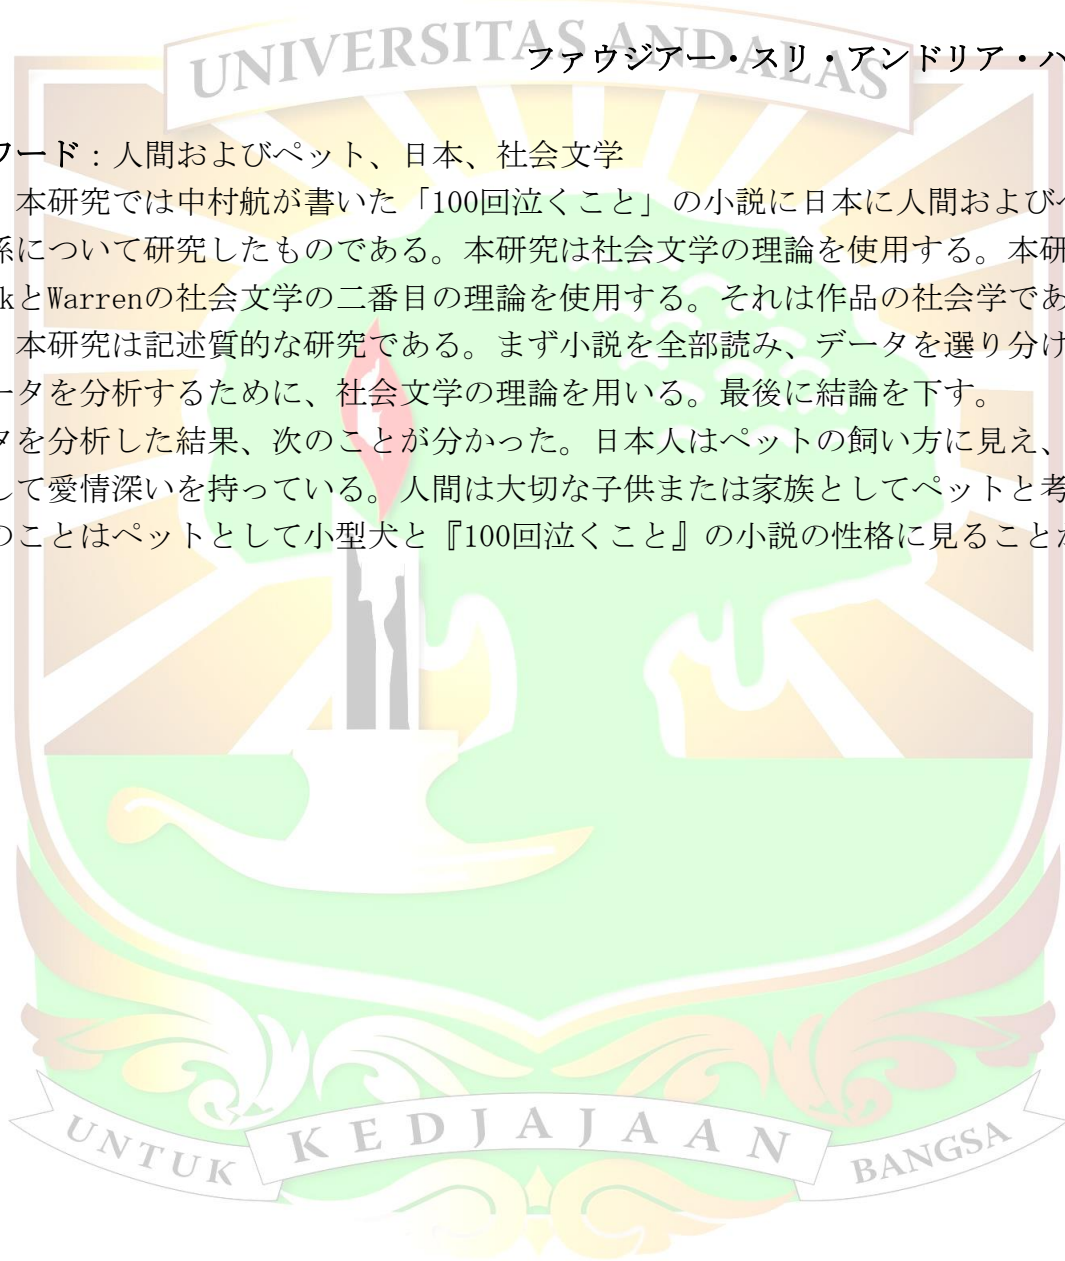 UNIVERSITAS ANDALAS
ファウジアー・スリ・アンドリア・ハ
ワード：人間およびペット、日本、社会文学
本研究では中村航が書いた「100回泣くこと」の小説に日本に人間および
係について研究したものである。本研究は社会文学の理論を使用する。本研
kとWarrenの社会文学の二番目の理論を使用する。それは作品の社会学であ
本研究は記述質的な研究である。まず小説を全部読み、データを選り分け
ータを分析するために、社会文学の理論を用いる。最後に結論を下す。
タを分析した結果、次のことが分かった。日本人はペットの飼い方に見え、
して愛情深いを持っている。人間は大切な子供または家族としてペットと考
のことはペットとして小型犬と『100回泣くこと』の小説の性格に見ること
UNTUK KEDJAJAAN BANGSA